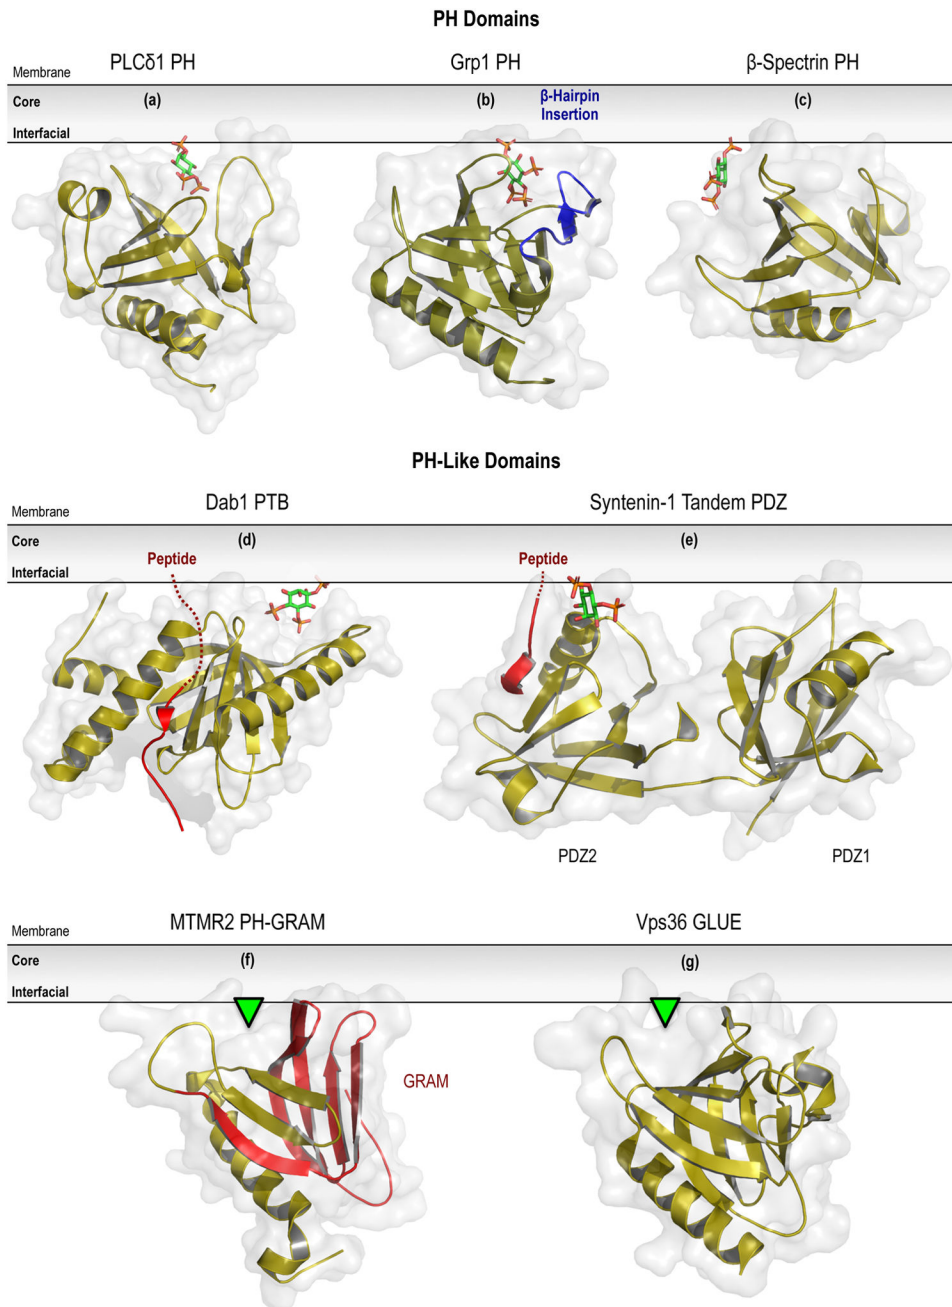 PH Domains
PLCδ1 PH
Grp1 PH
β-Spectrin PH
Membrane
Core
(a)
(b)
β-Hairpin
Insertion
(c)
Interfacial
PH-Like Domains
Dab1 PTB
Syntenin-1 Tandem PDZ
Membrane
Core
(d)
(e)
Peptide
Peptide
Interfacial
PDZ2
PDZ1
MTMR2 PH-GRAM
Vps36 GLUE
Membrane
Core
(f)
(g)
Interfacial
GRAM